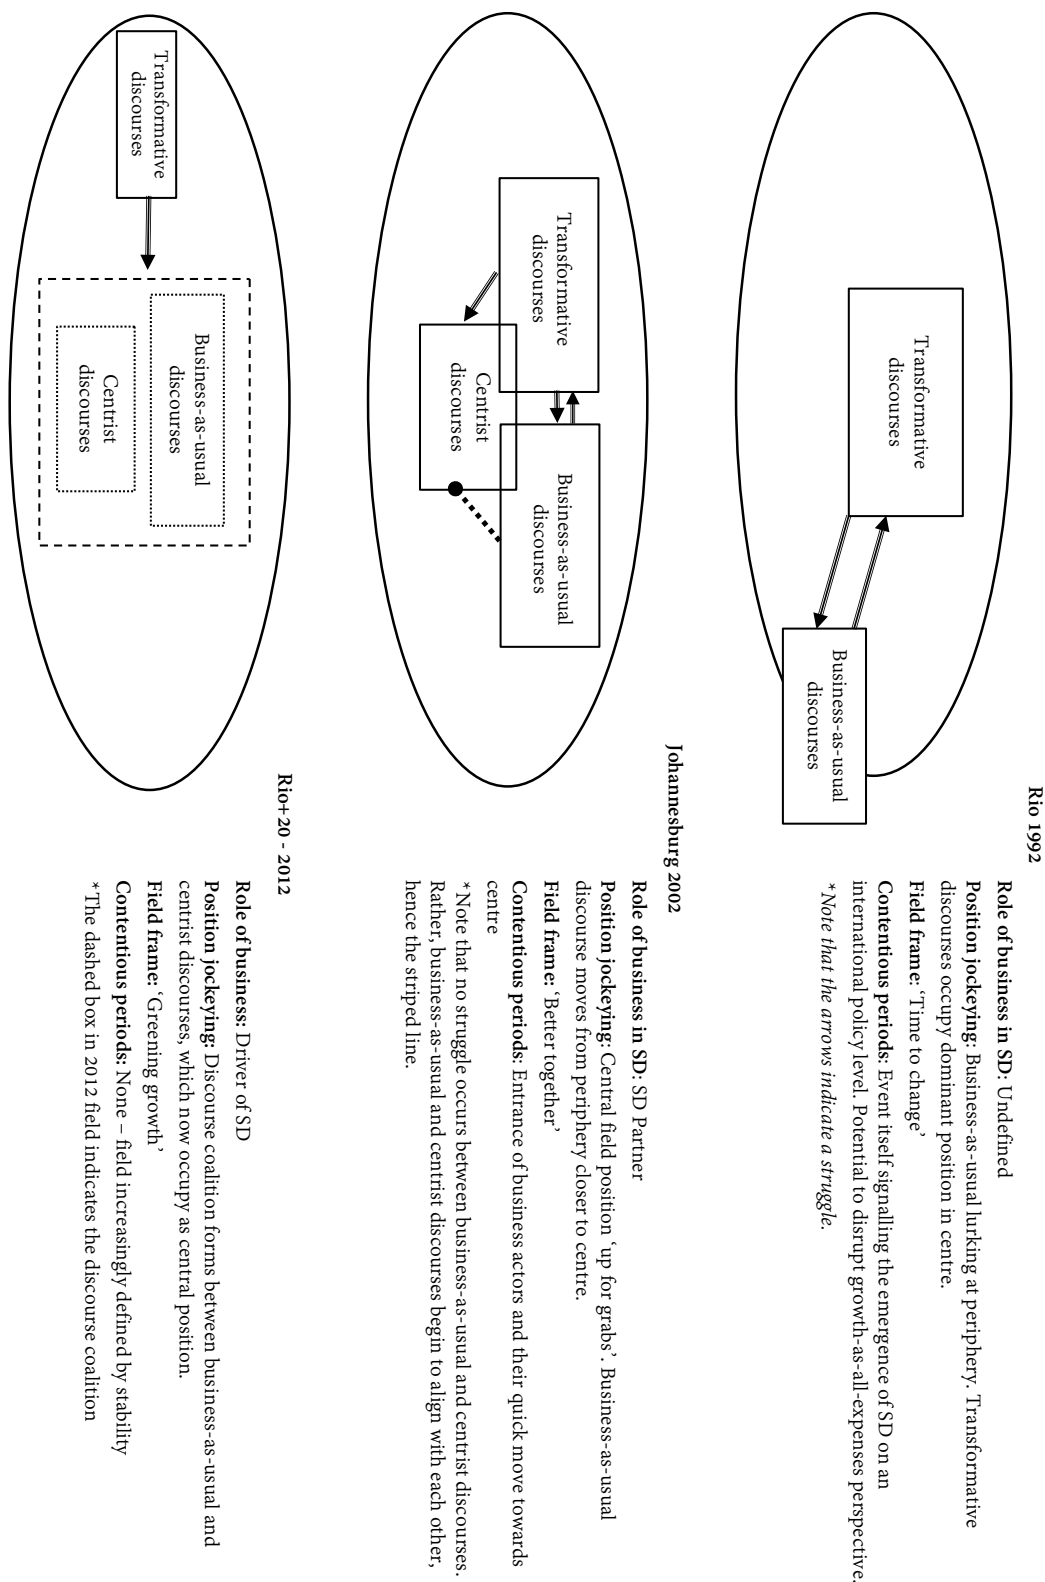 Rio 1992
Transformative
discourses
Business-as-usual
discourses
Role of business in SD: Undefined
Position jockeying: Business-as-usual lurking at periphery. Transformative
discourses occupy dominant position in centre.
Field frame: ‘Time to change’
Contentious periods: Event itself signalling the emergence of SD on an
international policy level. Potential to disrupt growth-as-all-expenses perspective.
*Note that the arrows indicate a struggle.
Johannesburg 2002
Transformative
discourses
Centrist
discourses
Business-as-usual
discourses
Role of business in SD: SD Partner
Position jockeying: Central field position ‘up for grabs’. Business-as-usual
discourse moves from periphery closer to centre.
Field frame: ‘Better together’
Contentious periods: Entrance of business actors and their quick move towards
centre
*Note that no struggle occurs between business-as-usual and centrist discourses.
Rather, business-as-usual and centrist discourses begin to align with each other,
hence the striped line.
Rio+20 - 2012
Transformative
discourses
Business-as-usual
discourses
Centrist
discourses
Role of business: Driver of SD
Position jockeying: Discourse coalition forms between business-as-usual and
centrist discourses, which now occupy as central position.
Field frame: ‘Greening growth’
Contentious periods: None – field increasingly defined by stability
*The dashed box in 2012 field indicates the discourse coalition